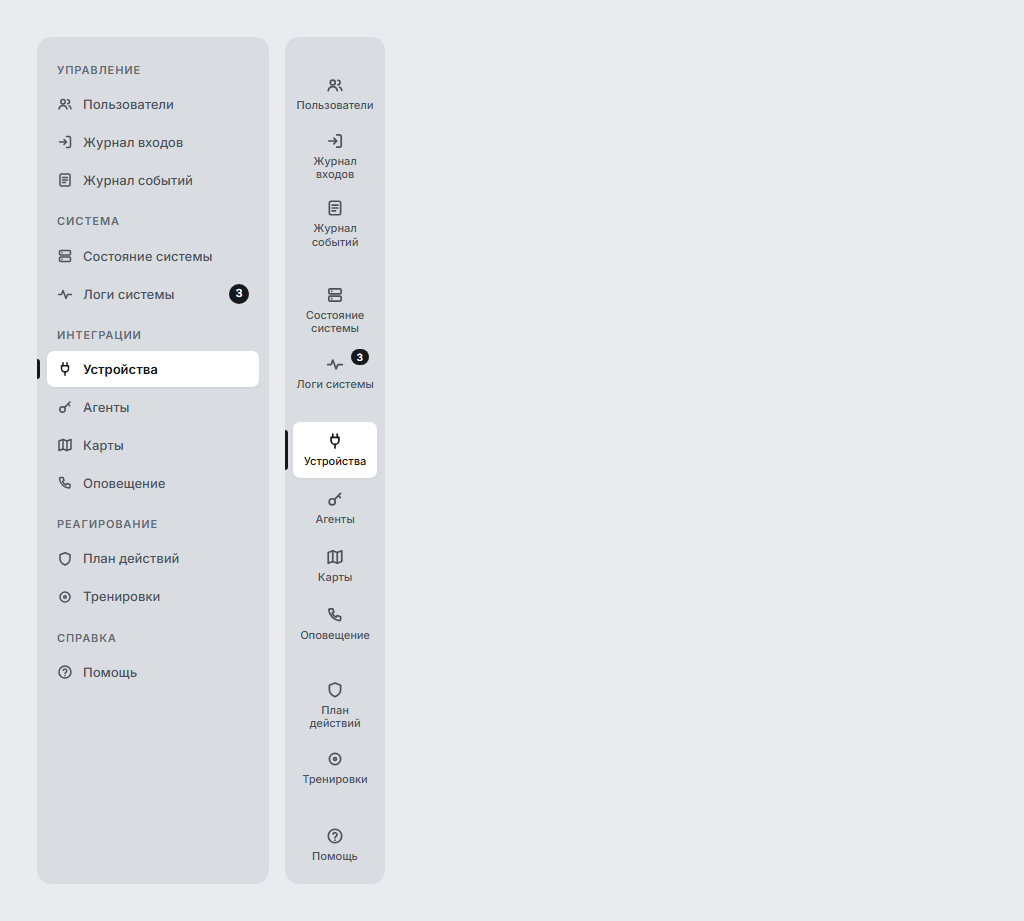 УПРАВЛЕНИЕ
Пользователи
Журнал входов
Журнал событий
СИСТЕМА
Состояние системы
Логи системы 3
ИНТЕГРАЦИИ
Устройства
Агенты
Карты
Оповещение
РЕАГИРОВАНИЕ
План действий
Тренировки
СПРАВКА
Помощь
Пользователи
Журнал
входов
Журнал
событий
Состояние
системы
3
Логи системы
Устройства
Агенты
Карты
Оповещение
План
действий
Тренировки
Помощь